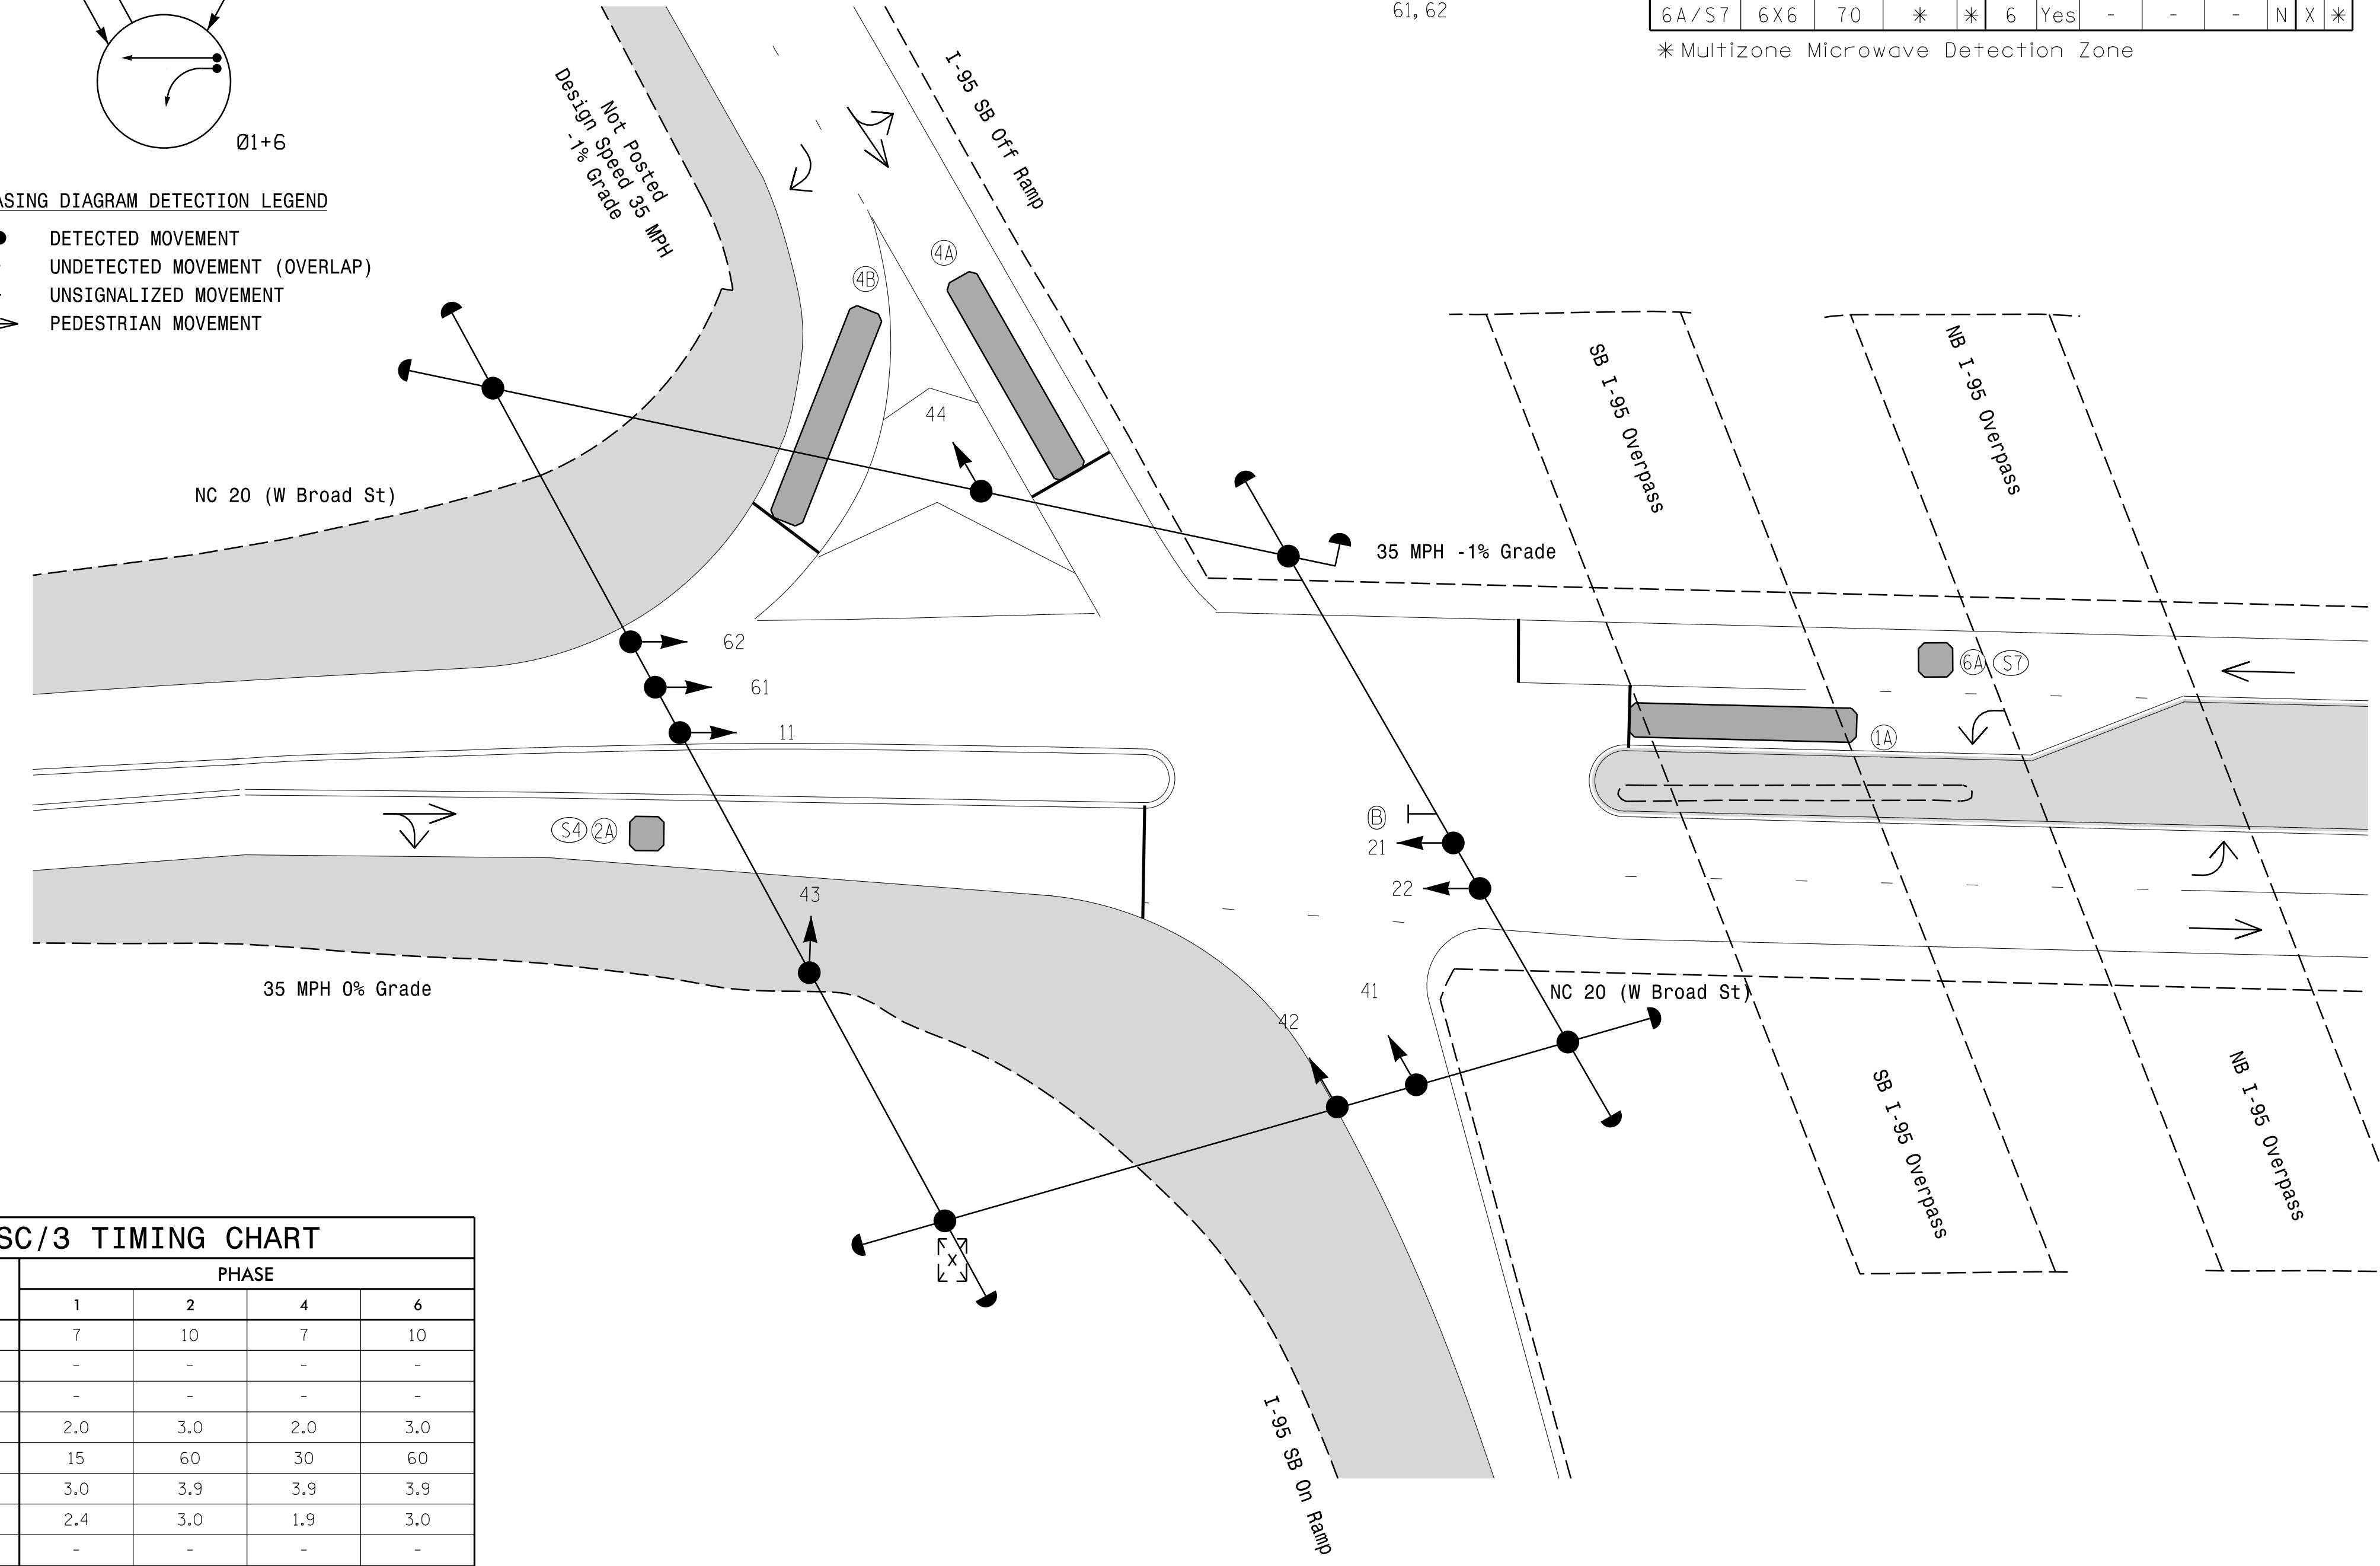 61,62
6A/S7 6X6 70 * * 6 Yes - - - N X *
* Multizone Microwave Detection Zone
Ø1+6
ASING DIAGRAM DETECTION LEGEND
DETECTED MOVEMENT
UNDETECTED MOVEMENT (OVERLAP)
UNSIGNALIZED MOVEMENT
PEDESTRIAN MOVEMENT
Not Posted
Design Speed 35 MPH
-1% Grade
I-95 SB Off Ramp
4B
4A
44
SB I-95 Overpass
NB I-95 Overpass
NC 20 (W Broad St)
35 MPH -1% Grade
62
61
11
6A S7
1A
S4 2A
B
21
22
43
35 MPH 0% Grade
41
42
NC 20 (W Broad St)
SB I-95 Overpass
NB I-95 Overpass
X
I-95 SB On Ramp
SC/3 TIMING CHART
PHASE
1 2 4 6
7 10 7 10
- - - -
- - - -
2.0 3.0 2.0 3.0
15 60 30 60
3.0 3.9 3.9 3.9
2.4 3.0 1.9 3.0
- - - -